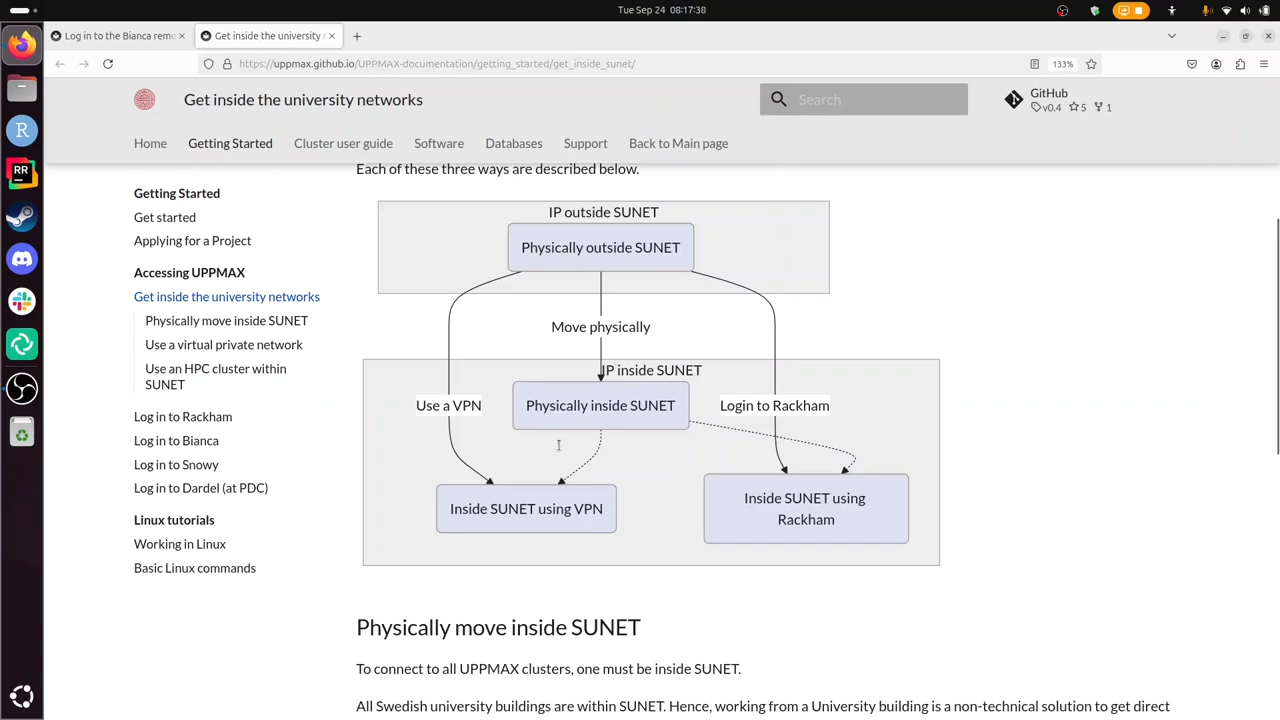 Tue Sep 24 08:17:38
Log in to the Bianca remo
Get inside the university n
https://uppmax.github.io/UPPMAX-documentation/getting_started/get_inside_sunet/
133%
Get inside the university networks
Search
GitHub
v0.4 5 1
Home Getting Started Cluster user guide Software Databases Support Back to Main page
Getting Started
Get started
Applying for a Project
Accessing UPPMAX
Get inside the university networks
Physically move inside SUNET
Use a virtual private network
Use an HPC cluster within
SUNET
Log in to Rackham
Log in to Bianca
Log in to Snowy
Log in to Dardel (at PDC)
Linux tutorials
Working in Linux
Basic Linux commands
Each of these three ways are described below.
IP outside SUNET
Physically outside SUNET
Move physically
IP inside SUNET
Use a VPN
Physically inside SUNET
Login to Rackham
Inside SUNET using VPN
Inside SUNET using
Rackham
Physically move inside SUNET
To connect to all UPPMAX clusters, one must be inside SUNET.
All Swedish university buildings are within SUNET. Hence, working from a University building is a non-technical solution to get direct
R
RR